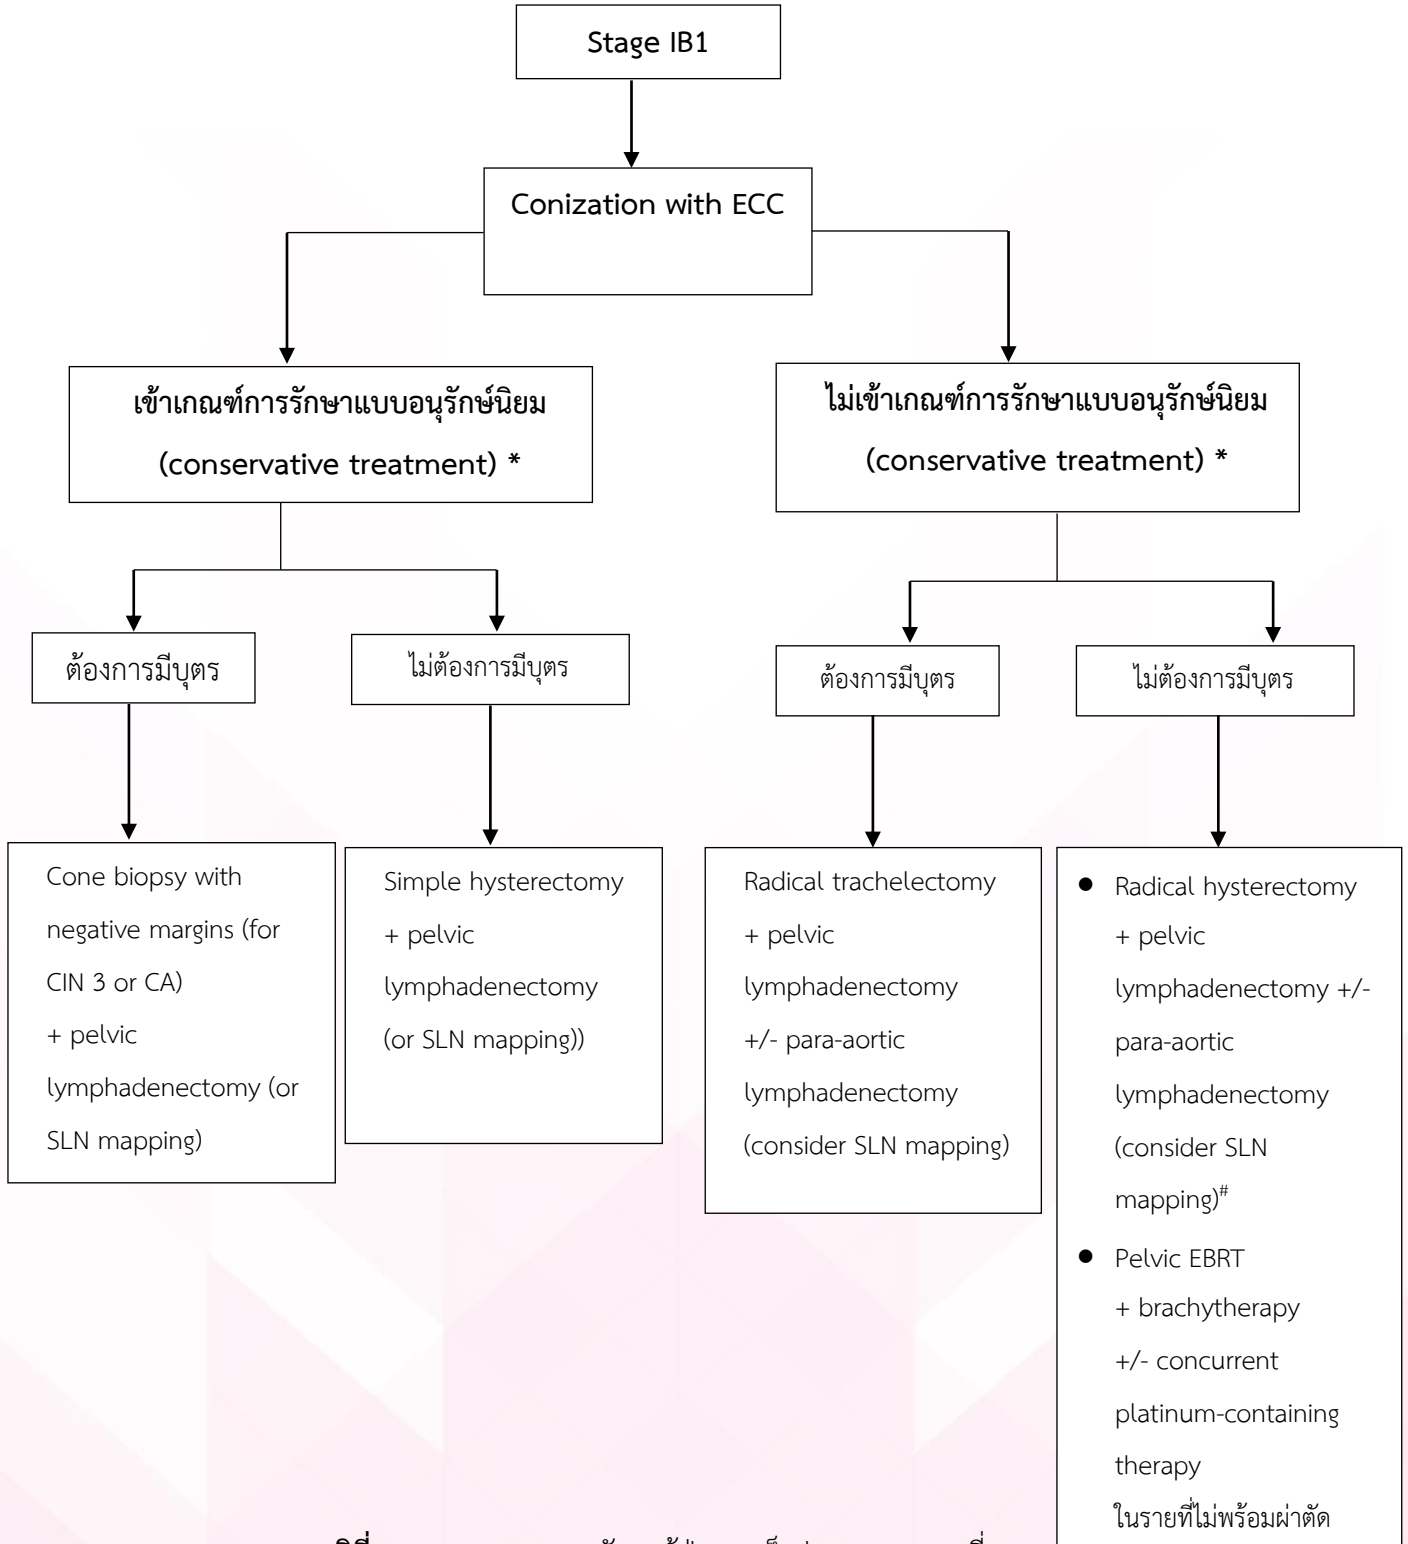 Stage IB1
Conization with ECC
เข้าเกณฑ์การรักษาแบบอนุรักษ์นิยม
(conservative treatment) *
ไม่เข้าเกณฑ์การรักษาแบบอนุรักษ์นิยม
(conservative treatment) *
ต้องการมีบุตร
ไม่ต้องการมีบุตร
ต้องการมีบุตร
ไม่ต้องการมีบุตร
Cone biopsy with
negative margins (for
CIN 3 or CA)
+ pelvic
lymphadenectomy (or
SLN mapping)
Simple hysterectomy
+ pelvic
lymphadenectomy
(or SLN mapping))
Radical trachelectomy
+ pelvic
lymphadenectomy
+/- para-aortic
lymphadenectomy
(consider SLN mapping)
● Radical hysterectomy
+ pelvic
lymphadenectomy +/-
para-aortic
lymphadenectomy
(consider SLN
mapping)#
● Pelvic EBRT
+ brachytherapy
+/- concurrent
platinum-containing
therapy
ในรายที่ไม่พร้อมผ่าตัด